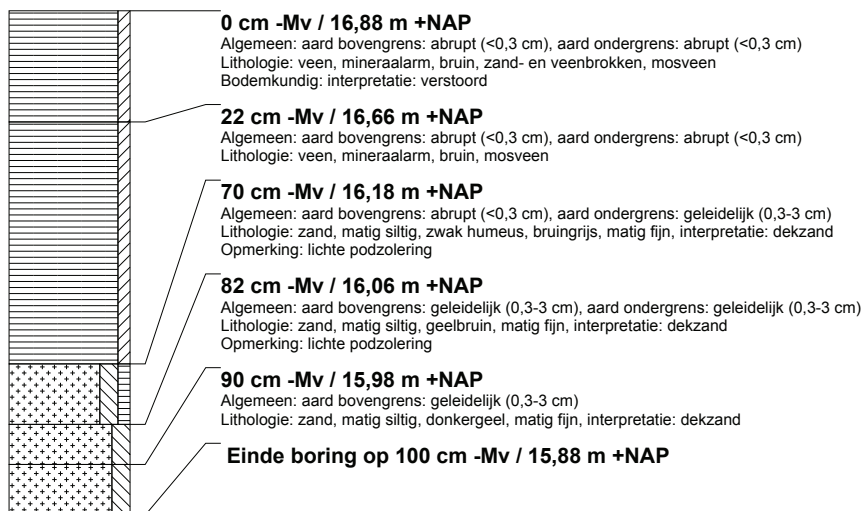 0 cm -Mv / 16,88 m +NAP
Algemeen: aard bovengrens: abrupt (<0,3 cm), aard ondergrens: abrupt (<0,3 cm)
Lithologie: veen, mineraalarm, bruin, zand- en veenbrokken, mosveen
Bodemkundig: interpretatie: verstoord
22 cm -Mv / 16,66 m +NAP
Algemeen: aard bovengrens: abrupt (<0,3 cm), aard ondergrens: abrupt (<0,3 cm)
Lithologie: veen, mineraalarm, bruin, mosveen
70 cm -Mv / 16,18 m +NAP
Algemeen: aard bovengrens: abrupt (<0,3 cm), aard ondergrens: geleidelijk (0,3-3 cm)
Lithologie: zand, matig siltig, zwak humeus, bruingrijs, matig fijn, interpretatie: dekzand
Opmerking: lichte podzolering
82 cm -Mv / 16,06 m +NAP
Algemeen: aard bovengrens: geleidelijk (0,3-3 cm), aard ondergrens: geleidelijk (0,3-3 cm)
Lithologie: zand, matig siltig, geelbruin, matig fijn, interpretatie: dekzand
Opmerking: lichte podzolering
90 cm -Mv / 15,98 m +NAP
Algemeen: aard bovengrens: geleidelijk (0,3-3 cm)
Lithologie: zand, matig siltig, donkergeel, matig fijn, interpretatie: dekzand
Einde boring op 100 cm -Mv / 15,88 m +NAP